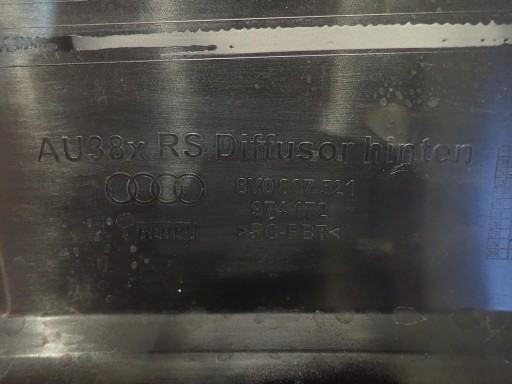 AU38x RS Diffusor hinten
8V0 807 521
974172
>PC-PBT<